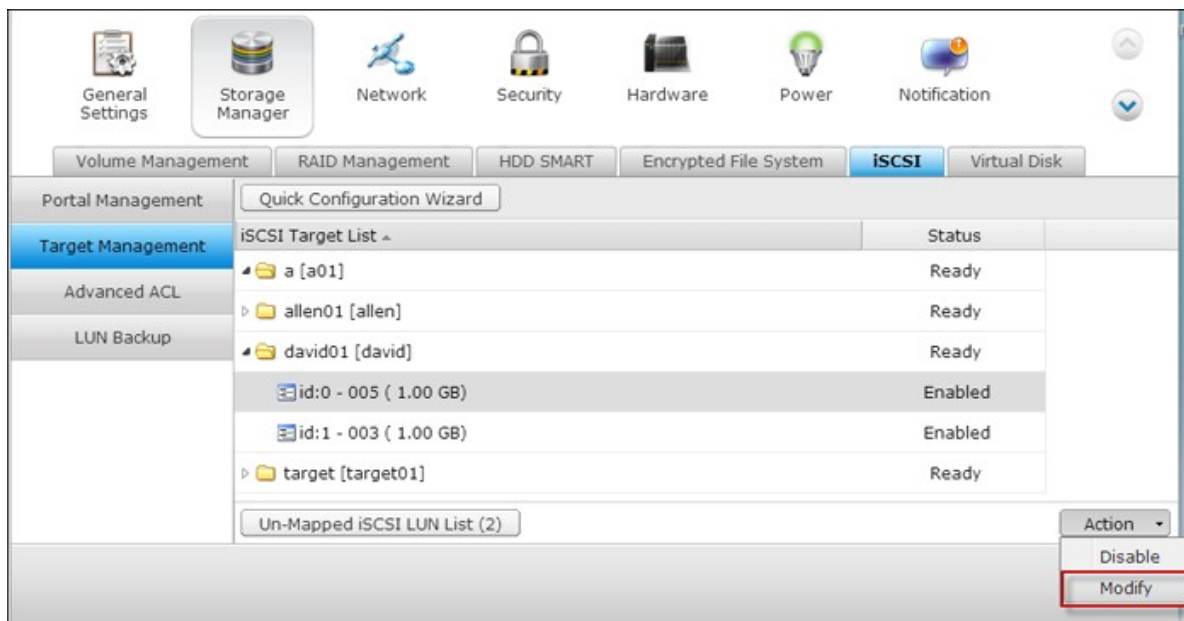 General Settings
Storage Manager
Network
Security
Hardware
Power
Notification
Volume Management
RAID Management
HDD SMART
Encrypted File System
iSCSI
Virtual Disk
Portal Management
Quick Configuration Wizard
Target Management
iSCSI Target List
Status
a [a01]
Ready
Advanced ACL
allen01 [allen]
Ready
LUN Backup
david01 [david]
Ready
id:0 - 005 ( 1.00 GB)
Enabled
id:1 - 003 ( 1.00 GB)
Enabled
target [target01]
Ready
Un-Mapped iSCSI LUN List (2)
Action
Disable
Modify